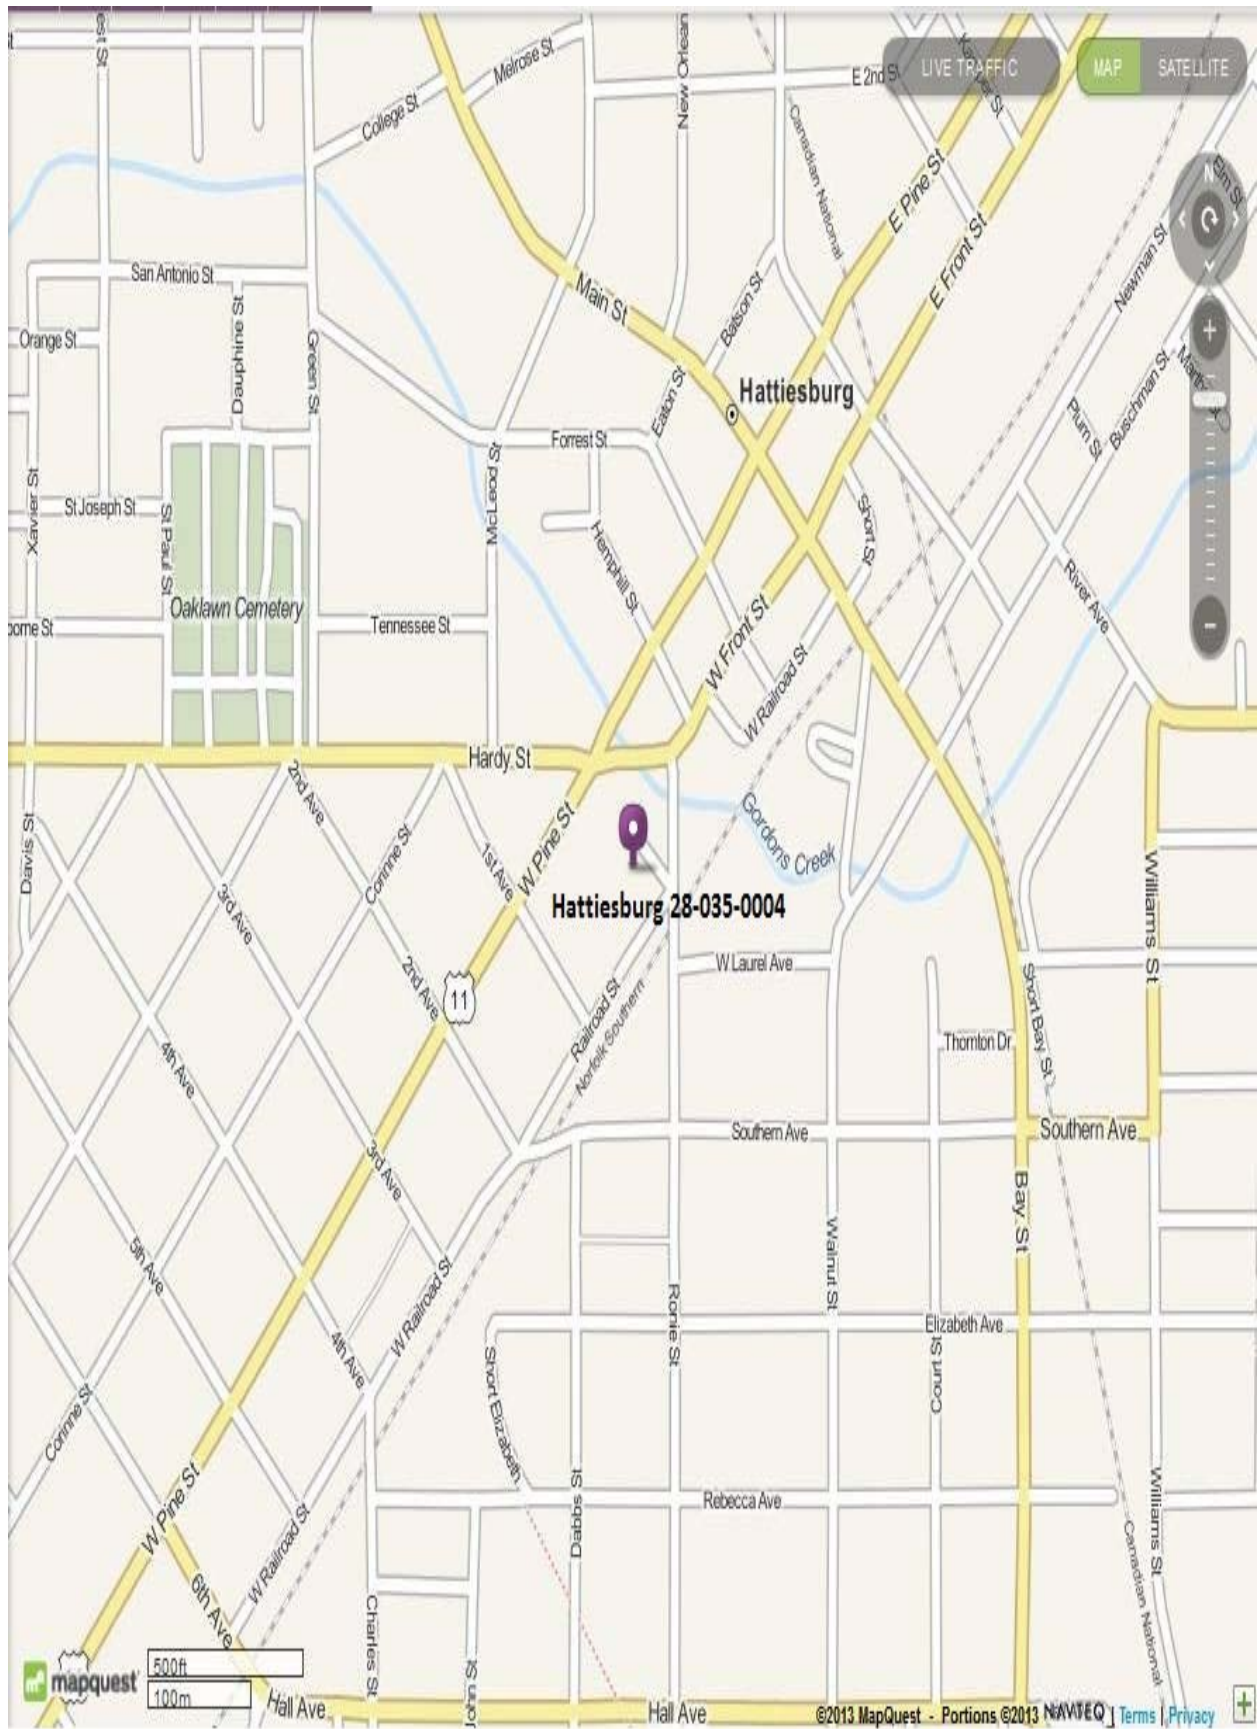 Melrose St
New Orlean
E 2nd St
LIVE TRAFFIC
MAP
SATELLITE
College St
Canadian National
E Pine St
Elm St
N
San Antonio St
Main St
Batson St
E Front St
Newman St
Orange St
Dauphine St
Green St
Hattiesburg
Eaton St
Buschman St
Plum St
Forrest St
Xavier St
St Joseph St
St Paul St
McLeod St
Hemphill St
Short St
Oaklawn Cemetery
Tennessee St
River Ave
W Front St
W Railroad St
Hardy St
2nd Ave
Davis St
Corinne St
1st Ave
W Pine St
Gordons Creek
3rd Ave
Hattiesburg 28-035-0004
Williams St
2nd Ave
11
W Laurel Ave
Railroad St
Norfolk Southern
Short Bay St
Thornton Dr
4th Ave
Southern Ave
Southern Ave
3rd Ave
Bay St
5th Ave
Walnut St
W Railroad St
Ronie St
Elizabeth Ave
4th Ave
Short Elizabeth
Court St
Corinne St
W Pine St
Dabbs St
Rebecca Ave
Williams St
W Railroad St
Canadian National
6th Ave
Charles St
John St
mapquest
500ft
100m
Hall Ave
Hall Ave
©2013 MapQuest - Portions ©2013 NAVTEQ | Terms | Privacy